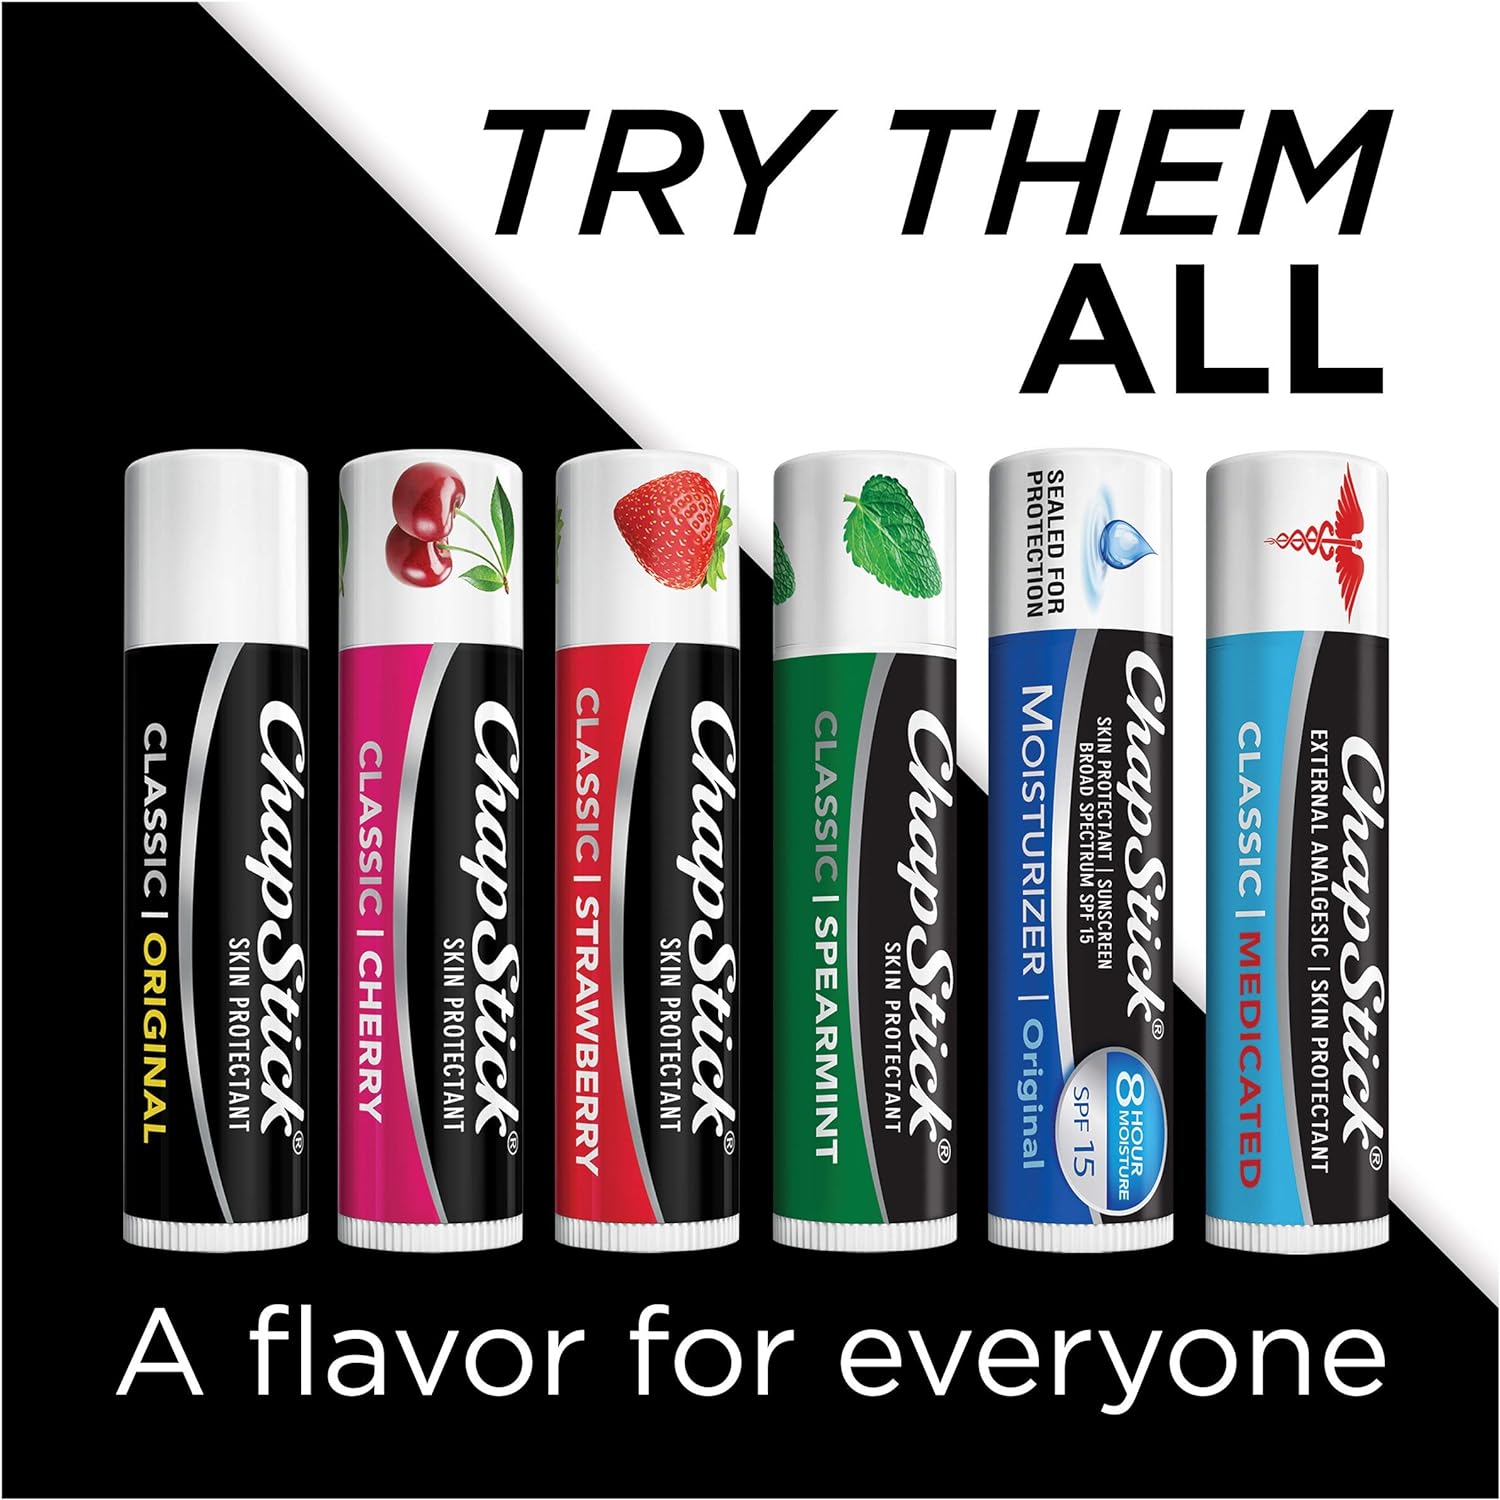 TRY THEM
ALL
CLASSIC | ORIGINAL
ChapStick®
SKIN PROTECTANT
CLASSIC | CHERRY
ChapStick®
SKIN PROTECTANT
CLASSIC | STRAWBERRY
ChapStick®
SKIN PROTECTANT
CLASSIC | SPEARMINT
ChapStick®
SKIN PROTECTANT
SEALED FOR
PROTECTION
ChapStick®
SKIN PROTECTANT | SUNSCREEN
BROAD SPECTRUM SPF 15
MOISTURIZER | Original
8 HOUR
MOISTURE
SPF 15
ChapStick®
EXTERNAL ANALGESIC | SKIN PROTECTANT
CLASSIC | MEDICATED
A flavor for everyone